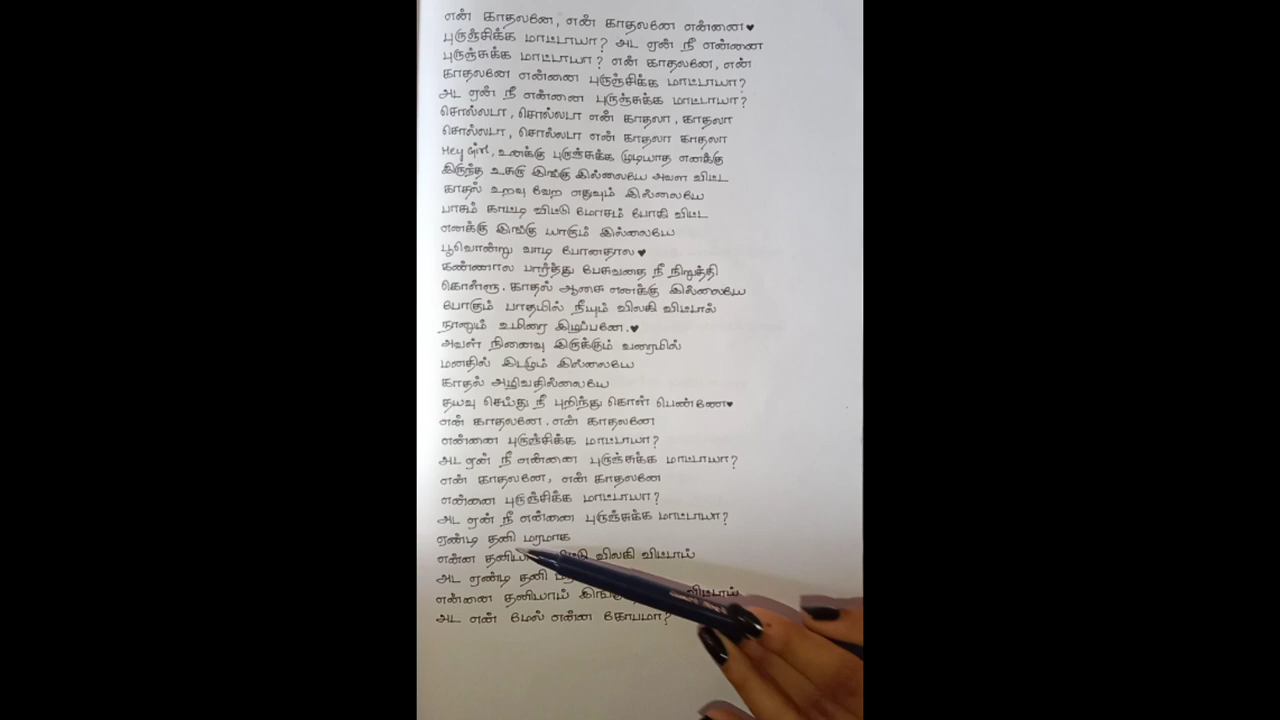 என் காதலனே, என் காதலனே என்னை♥
புருஞ்சிக்க மாட்டாயா? அட ஏன் நீ என்னை
புருஞ்சுக்க மாட்டாயா? என் காதலனே, என்
காதலனே என்னை புருஞ்சிக்க மாட்டாயா?
அட ஏன் நீ என்னை புருஞ்சுக்க மாட்டாயா?
சொல்லடா, சொல்லடா என் காதலா, காதலா
சொல்லடா, சொல்லடா என் காதலா காதலா
Hey Girl, உனக்கு புருஞ்சுக்க முடியாத எனக்கு
இருந்த உசுரு இங்கு இல்லையே அவள விட்ட
காதல் உறவு வேற எதுவும் இல்லையே
பாசம் காட்டி விட்டு மோசம் போகி விட்ட
எனக்கு இங்கு யாரும் இல்லையே
பூவொன்று வாடி போனதால♥
கண்ணால பார்த்து பேசுவதை நீ நிறுத்தி
கொள்ளு. காதல் ஆசை எனக்கு இல்லையே
போகும் பாதயில் நீயும் விலகி விட்டால்
நானும் உயிரை இழப்பனே.♥
அவள் நினைவு இருக்கும் வரையில்
மனதில் இடமும் இல்லையே
காதல் அழிவதில்லையே
தயவு செய்து நீ புறிந்து கொள் பெண்ணே♥
என் காதலனே, என் காதலனே
என்னை புருஞ்சிக்க மாட்டாயா?
அட ஏன் நீ என்னை புருஞ்சுக்க மாட்டாயா?
என் காதலனே, என் காதலனே
என்னை புருஞ்சிக்க மாட்டாயா?
அட ஏன் நீ என்னை புருஞ்சுக்க மாட்டாயா?
ஏண்டி தனி மரமாக
என்ன விலகி விட்டாய்
அட ஏண்டி தனி
என்னை தனியாய் விட்டாய்
அட என் மேல் என்ன கோபமா?